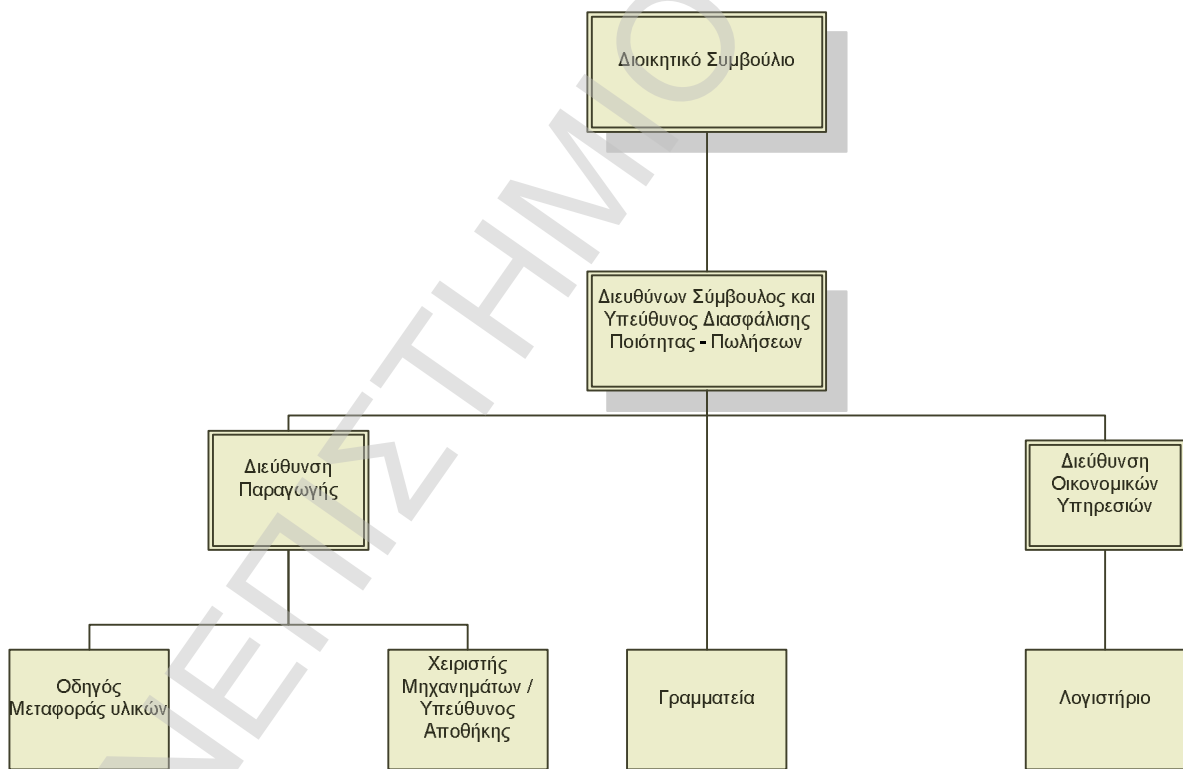 Διοικητικό Συμβούλιο
Διευθύνων Σύμβουλος και
Υπεύθυνος Διασφάλισης
Ποιότητας - Πωλήσεων
Διεύθυνση
Παραγωγής
Διεύθυνση
Οικονομικών
Υπηρεσιών
Οδηγός
Μεταφοράς υλικών
Χειριστής
Μηχανημάτων /
Υπεύθυνος
Αποθήκης
Γραμματεία
Λογιστήριο
ΝΕΠΙΣΤΗΜΙΟ